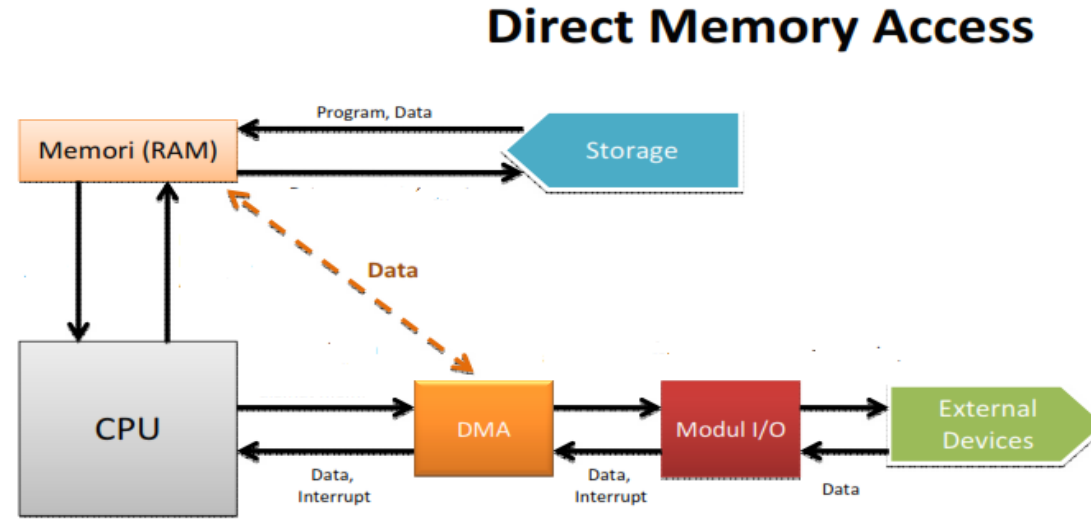 Direct Memory Access
Program, Data
Memori (RAM)
Storage
Data
CPU
DMA
Modul I/O
External
Devices
Data,
Interrupt
Data,
Interrupt
Data